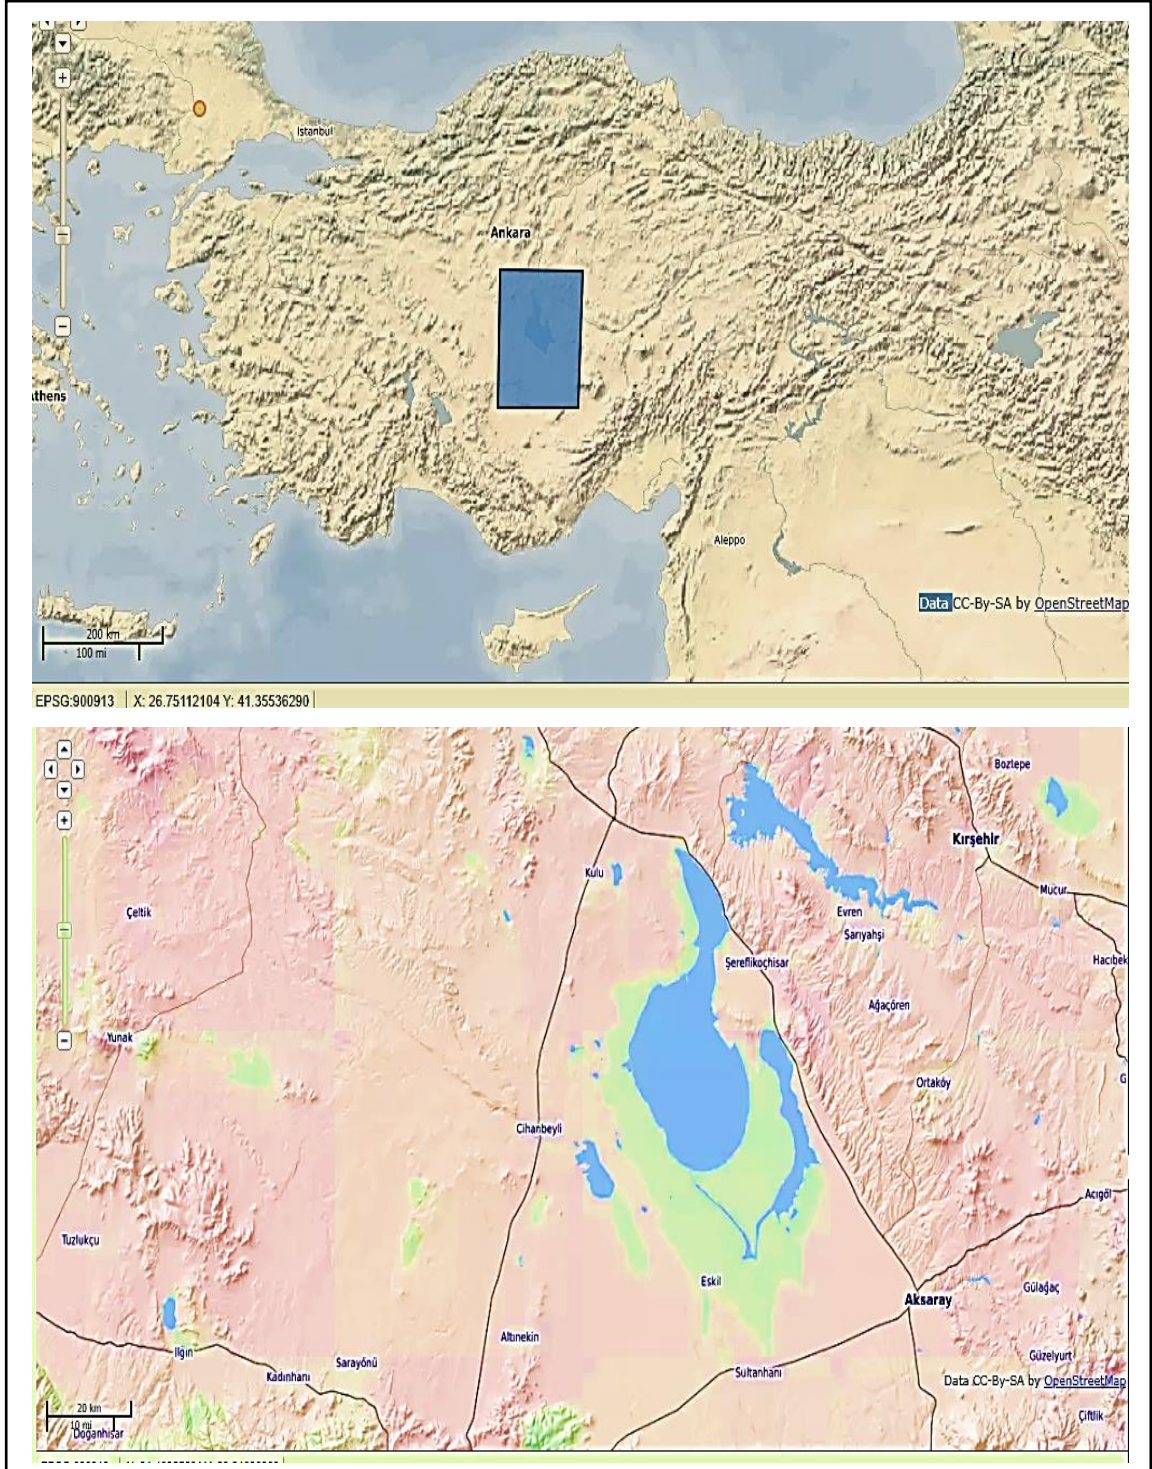 Istanbul
Ankara
thens
Aleppo
Data CC-By-SA by OpenStreetMap
200 km
100 mi
EPSG:900913 X: 26.75112104 Y: 41.35536290
Boztepe
Kırşehir
Kulu
Mucur
Çeltik
Evren
Sarıyahşi
Şereflikoçhisar
Hacıbek
Ağaçören
Yunak
Ortaköy
G
Cihanbeyli
Acıgöl
Tuzlukçu
Eskil
Gülağaç
Aksaray
Altınekin
Ilgın
Sarayönü
Güzelyurt
Kadınhanı
Sultanhanı
Data CC-By-SA by OpenStreetMap
20 km
10 mi
Çiftlik
Doğanhisar